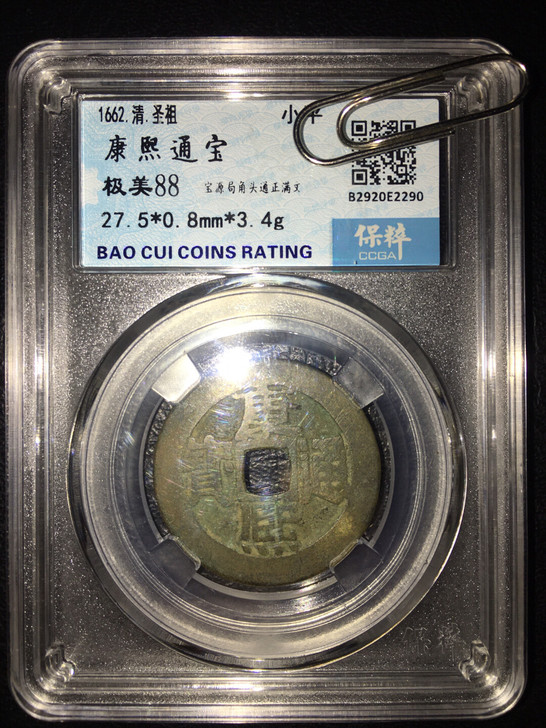 1662.清.圣祖 小平
康熙通宝
极美88 宝源局角头通正满文
B2920E2290
27.5*0.8mm*3.4g
保粹
CCGA
BAO CUI COINS RATING
康熙通寶